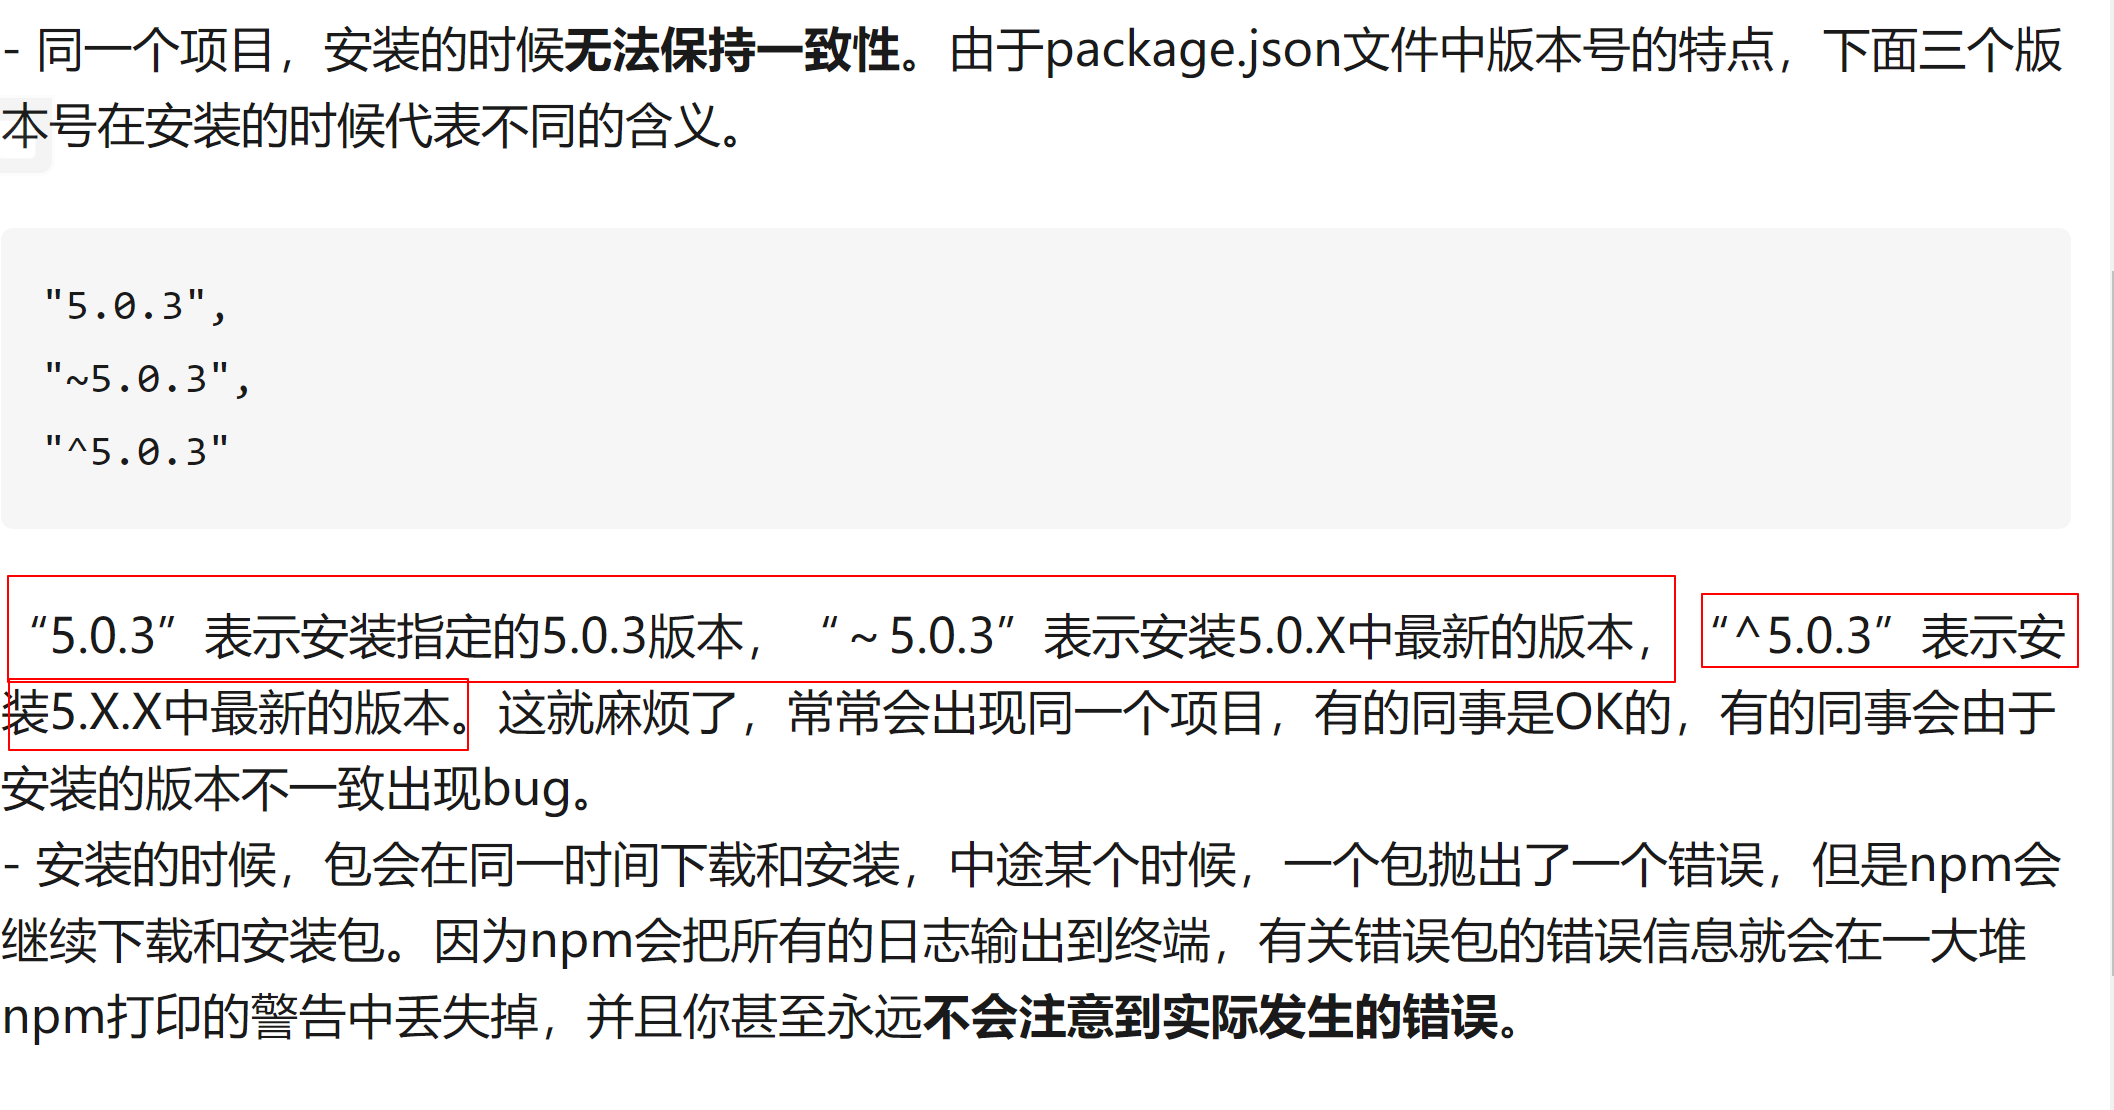 - 同一个项目，安装的时候无法保持一致性。由于package.json文件中版本号的特点，下面三个版
本号在安装的时候代表不同的含义。
"5.0.3",
"~5.0.3",
"^5.0.3"
“5.0.3”表示安装指定的5.0.3版本，“～5.0.3”表示安装5.0.X中最新的版本，“^5.0.3”表示安
装5.X.X中最新的版本。这就麻烦了，常常会出现同一个项目，有的同事是OK的，有的同事会由于
安装的版本不一致出现bug。
- 安装的时候，包会在同一时间下载和安装，中途某个时候，一个包抛出了一个错误，但是npm会
继续下载和安装包。因为npm会把所有的日志输出到终端，有关错误包的错误信息就会在一大堆
npm打印的警告中丢失掉，并且你甚至永远不会注意到实际发生的错误。